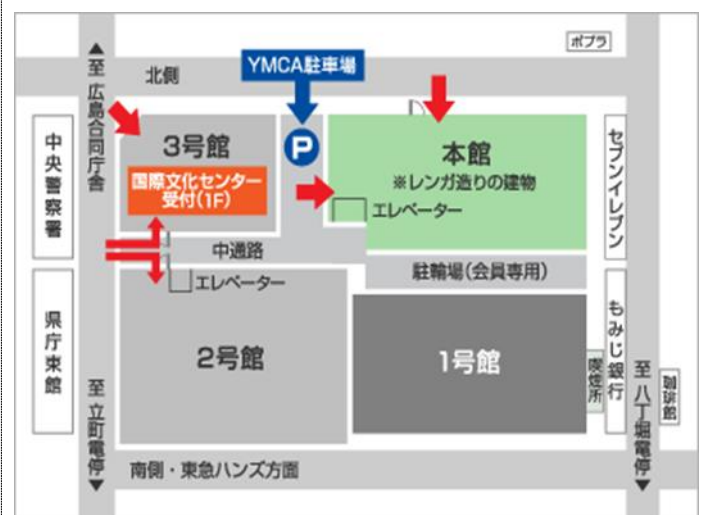 ポプラ
北側
YMCA駐車場
▲至 広島合同庁舎
中央警察署
3号館
国際文化センター
受付(1F)
P
本館
※レンガ造りの建物
エレベーター
セブンイレブン
中通路
エレベーター
駐輪場(会員専用)
県庁東館
2号館
1号館
喫煙所
もみじ銀行
至 立町電停▼
至 八丁堀電停▼
珈琲館
南側・東急ハンズ方面